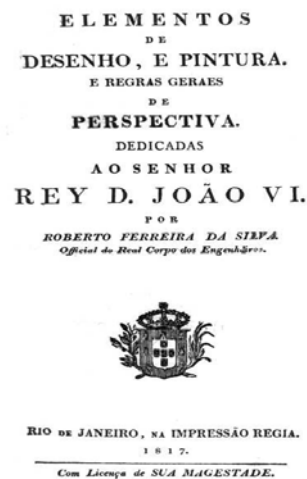 ELEMENTOS
DE
DESENHO, E PINTURA.
E REGRAS GERAES
DE
PERSPECTIVA.
DEDICADAS
AO SENHOR
REY D. JOÃO VI.
POR
ROBERTO FERREIRA DA SILVA.
Official do Real Corpo dos Engenheiros.
RIO DE JANEIRO, NA IMPRESSÃO REGIA.
1817.
Com Licença de SUA MAGESTADE.